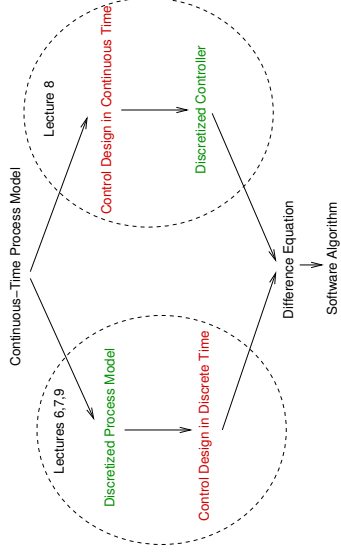 Continuous−Time Process Model
Lectures 6,7,9
Lecture 8
Discretized Process Model
Control Design in Continuous Time
Control Design in Discrete Time
Discretized Controller
Difference Equation
Software Algorithm